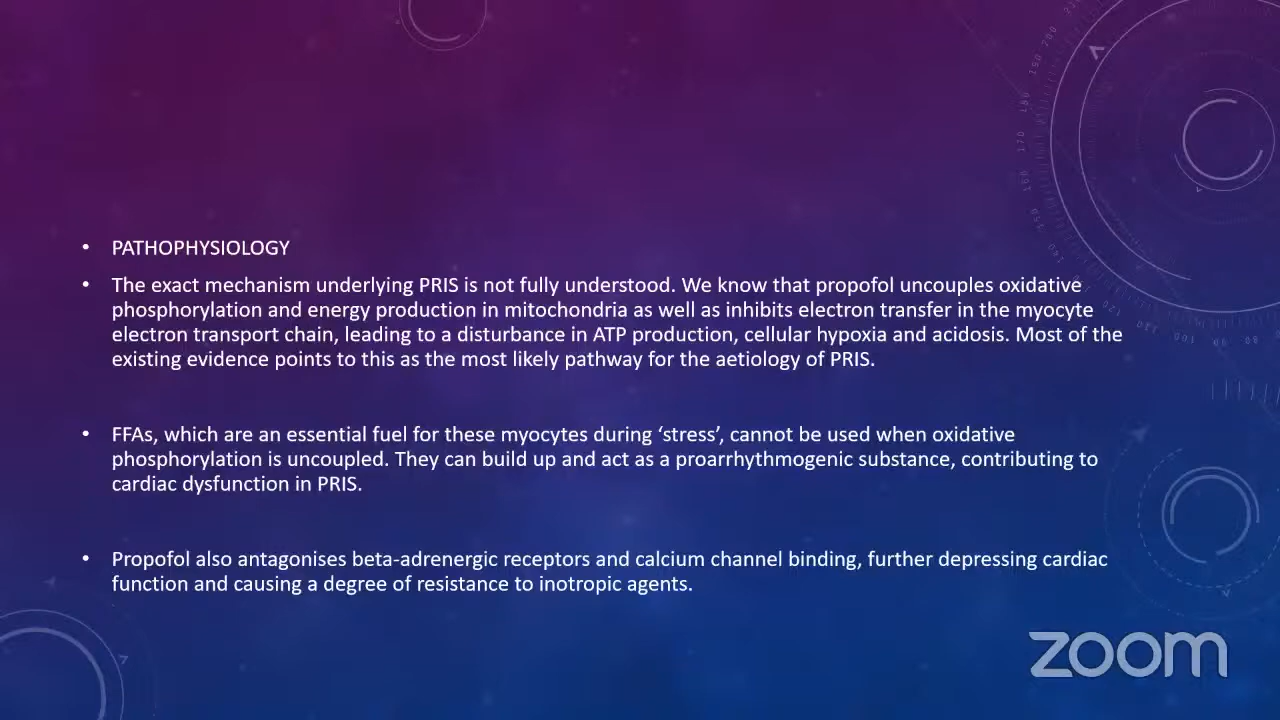 • PATHOPHYSIOLOGY
• The exact mechanism underlying PRIS is not fully understood. We know that propofol uncouples oxidative
phosphorylation and energy production in mitochondria as well as inhibits electron transfer in the myocyte
electron transport chain, leading to a disturbance in ATP production, cellular hypoxia and acidosis. Most of the
existing evidence points to this as the most likely pathway for the aetiology of PRIS.
• FFAs, which are an essential fuel for these myocytes during ‘stress’, cannot be used when oxidative
phosphorylation is uncoupled. They can build up and act as a proarrhythmogenic substance, contributing to
cardiac dysfunction in PRIS.
• Propofol also antagonises beta-adrenergic receptors and calcium channel binding, further depressing cardiac
function and causing a degree of resistance to inotropic agents.
zoom